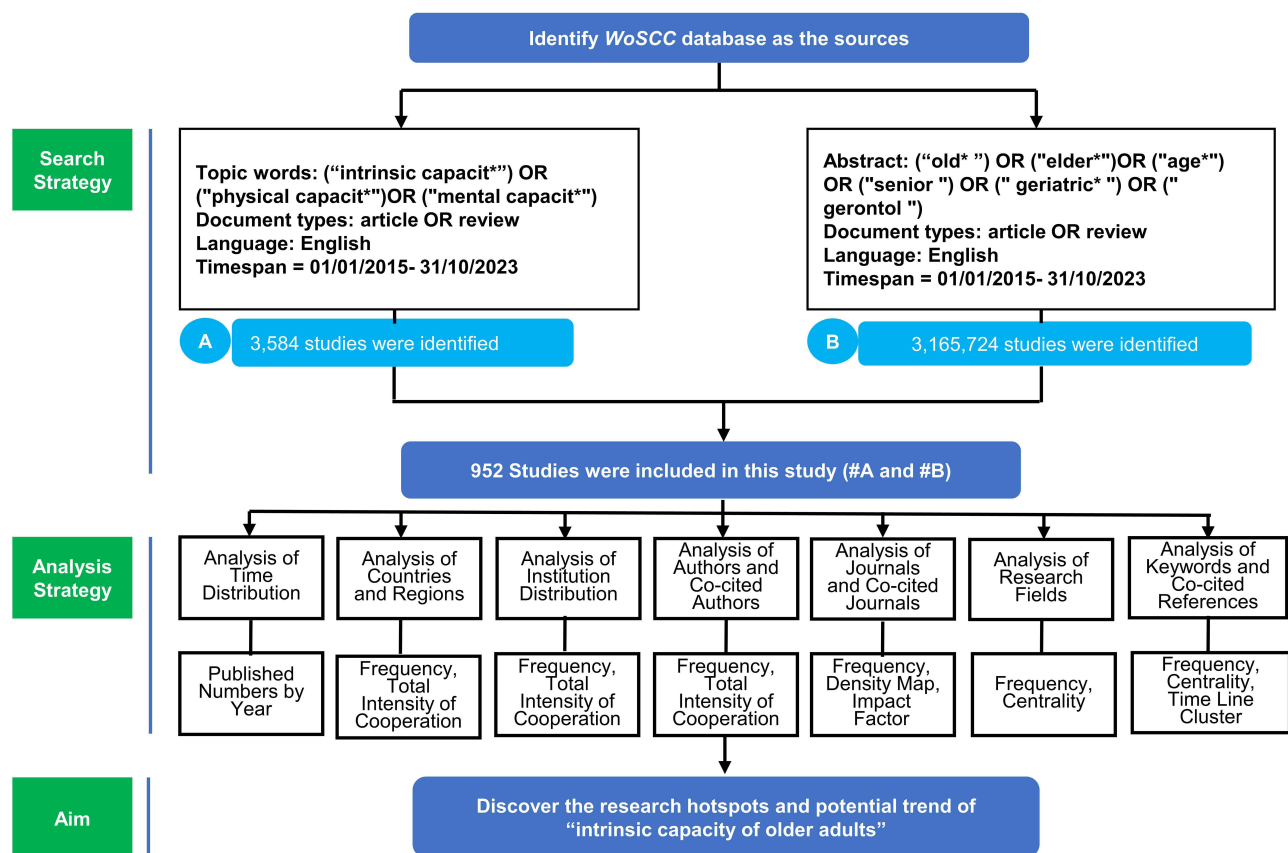 Identify WoSCC database as the sources
Search
Strategy
Topic words: (“intrinsic capacit*”) OR
("physical capacit*")OR ("mental capacit*")
Document types: article OR review
Language: English
Timespan = 01/01/2015- 31/10/2023
Abstract: (“old* ”) OR ("elder*")OR ("age*")
OR ("senior ") OR (" geriatric* ") OR ("
gerontol ")
Document types: article OR review
Language: English
Timespan = 01/01/2015- 31/10/2023
A
3,584 studies were identified
B
3,165,724 studies were identified
952 Studies were included in this study (#A and #B)
Analysis
Strategy
Analysis of
Time
Distribution
Analysis of
Countries
and Regions
Analysis of
Institution
Distribution
Analysis of
Authors and
Co-cited
Authors
Analysis of
Journals
and Co-cited
Journals
Analysis of
Research
Fields
Analysis of
Keywords and
Co-cited
References
Published
Numbers by
Year
Frequency,
Total
Intensity of
Cooperation
Frequency,
Total
Intensity of
Cooperation
Frequency,
Total
Intensity of
Cooperation
Frequency,
Density Map,
Impact
Factor
Frequency,
Centrality
Frequency,
Centrality,
Time Line
Cluster
Aim
Discover the research hotspots and potential trend of
“intrinsic capacity of older adults”